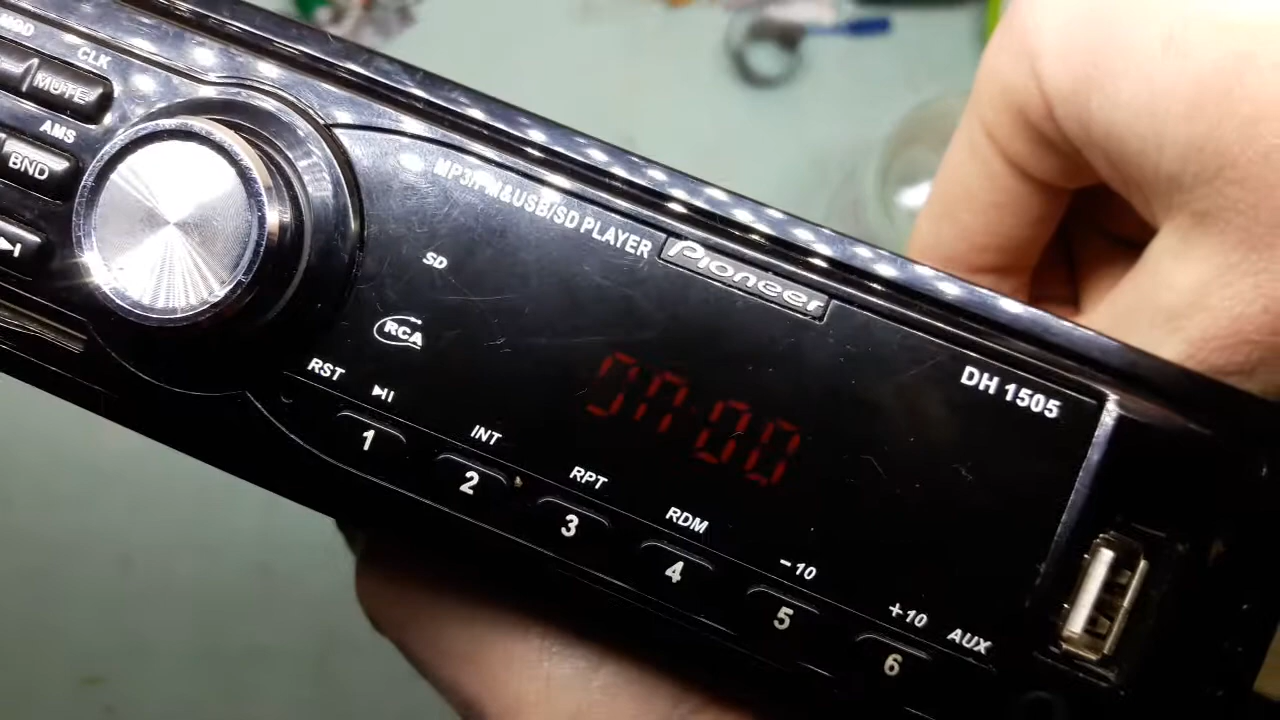 MOD
CLK
MUTE
AMS
BND
MP3/FM&USB/SD PLAYER
Pioneer
SD
RCA
DH 1505
RST
INT
RPT
RDM
-10
+10
AUX
1
2
3
4
5
6